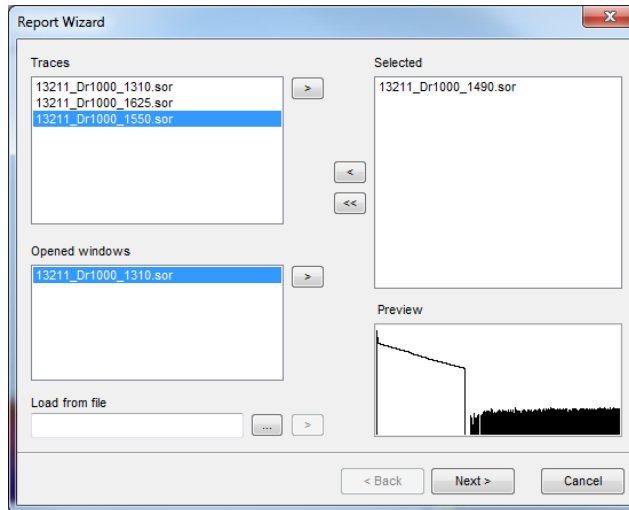 Report Wizard
X
Traces
13211_Dr1000_1310.sor
13211_Dr1000_1625.sor
13211_Dr1000_1550.sor
>
<
<<
Selected
13211_Dr1000_1490.sor
Opened windows
13211_Dr1000_1310.sor
>
Preview
Load from file
...
>
< Back
Next >
Cancel